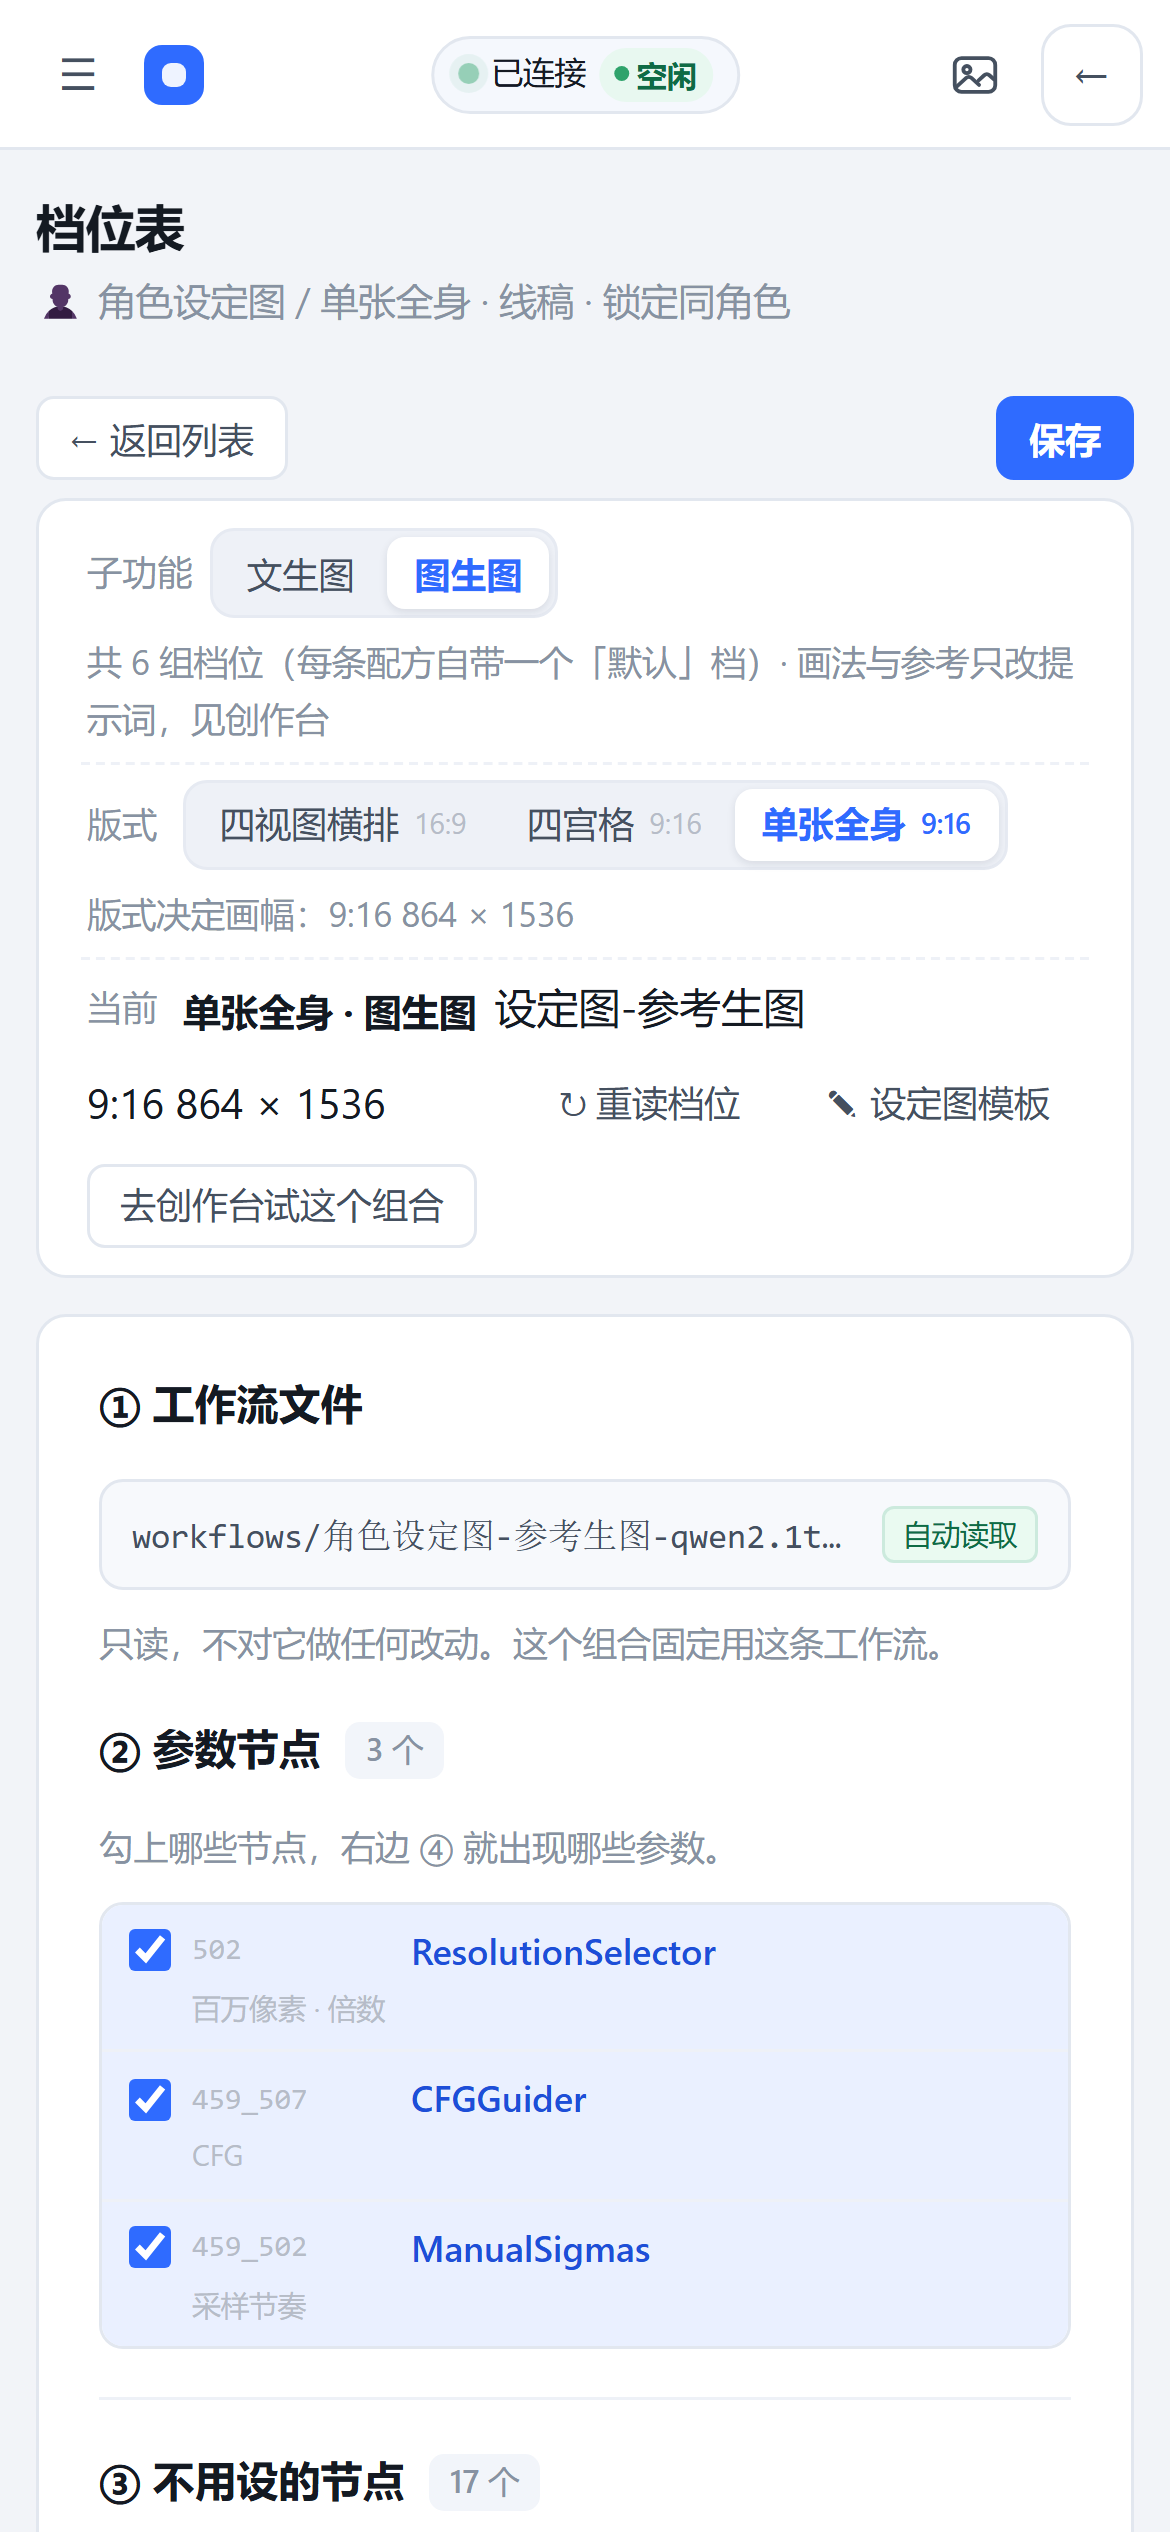 ☰ 已连接 空闲 ←
档位表
角色设定图 / 单张全身 · 线稿 · 锁定同角色
← 返回列表 保存
子功能 文生图 图生图
共 6 组档位（每条配方自带一个「默认」档）· 画法与参考只改提
示词，见创作台
版式 四视图横排 16:9 四宫格 9:16 单张全身 9:16
版式决定画幅：9:16 864 × 1536
当前 单张全身 · 图生图 设定图-参考生图
9:16 864 × 1536 ↻ 重读档位 ✎ 设定图模板
去创作台试这个组合
① 工作流文件
workflows/角色设定图-参考生图-qwen2.1t… 自动读取
只读，不对它做任何改动。这个组合固定用这条工作流。
② 参数节点 3 个
勾上哪些节点，右边 ④ 就出现哪些参数。
502 ResolutionSelector
百万像素 · 倍数
459_507 CFGGuider
CFG
459_502 ManualSigmas
采样节奏
③ 不用设的节点 17 个